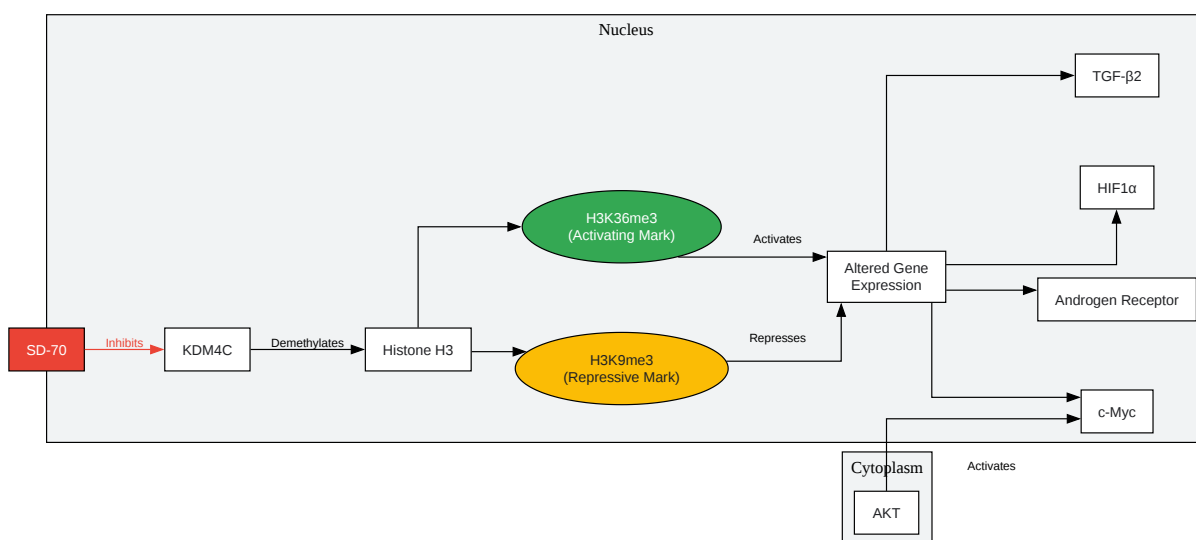 Nucleus
TGF-β2
HIF1α
H3K36me3
(Activating Mark)
Activates
Altered Gene
Expression
Androgen Receptor
SD-70
Inhibits
KDM4C
Demethylates
Histone H3
H3K9me3
(Repressive Mark)
Represses
c-Myc
Cytoplasm
Activates
AKT